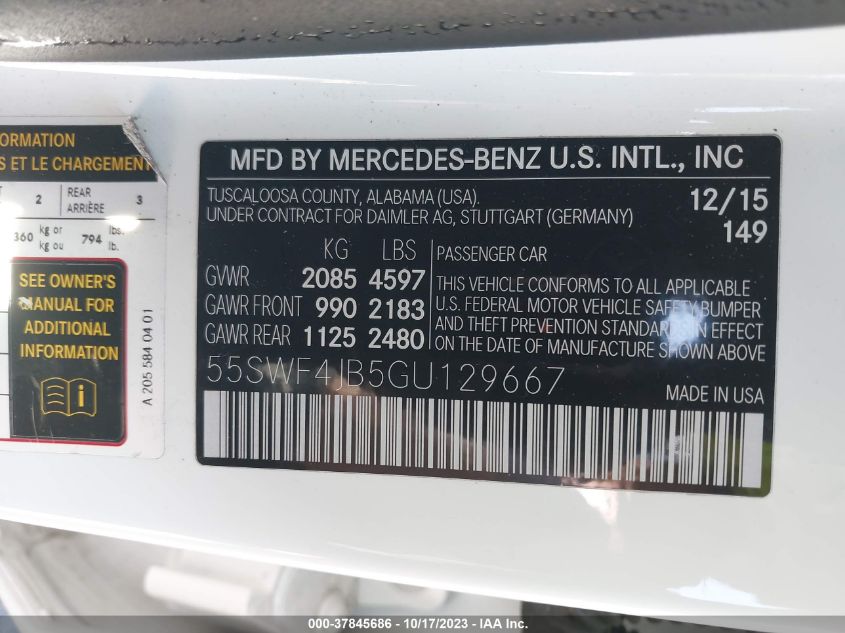 ORMATION
S ET LE CHARGEMENT
2 REAR ARRIÈRE 3
360 kg or kg ou 794 lbs. lb.
SEE OWNER'S
MANUAL FOR
ADDITIONAL
INFORMATION
A 205 584 04 01
MFD BY MERCEDES-BENZ U.S. INTL., INC
TUSCALOOSA COUNTY, ALABAMA (USA). 12/15
UNDER CONTRACT FOR DAIMLER AG, STUTTGART (GERMANY) 149
KG LBS PASSENGER CAR
GVWR 2085 4597
GAWR FRONT 990 2183
GAWR REAR 1125 2480
THIS VEHICLE CONFORMS TO ALL APPLICABLE
U.S. FEDERAL MOTOR VEHICLE SAFETY BUMPER
AND THEFT PREVENTION STANDARDS IN EFFECT
ON THE DATE OF MANUFACTURE SHOWN ABOVE
55SWF4JB5GU129667
MADE IN USA
000-37845686 - 10/17/2023 - IAA Inc.